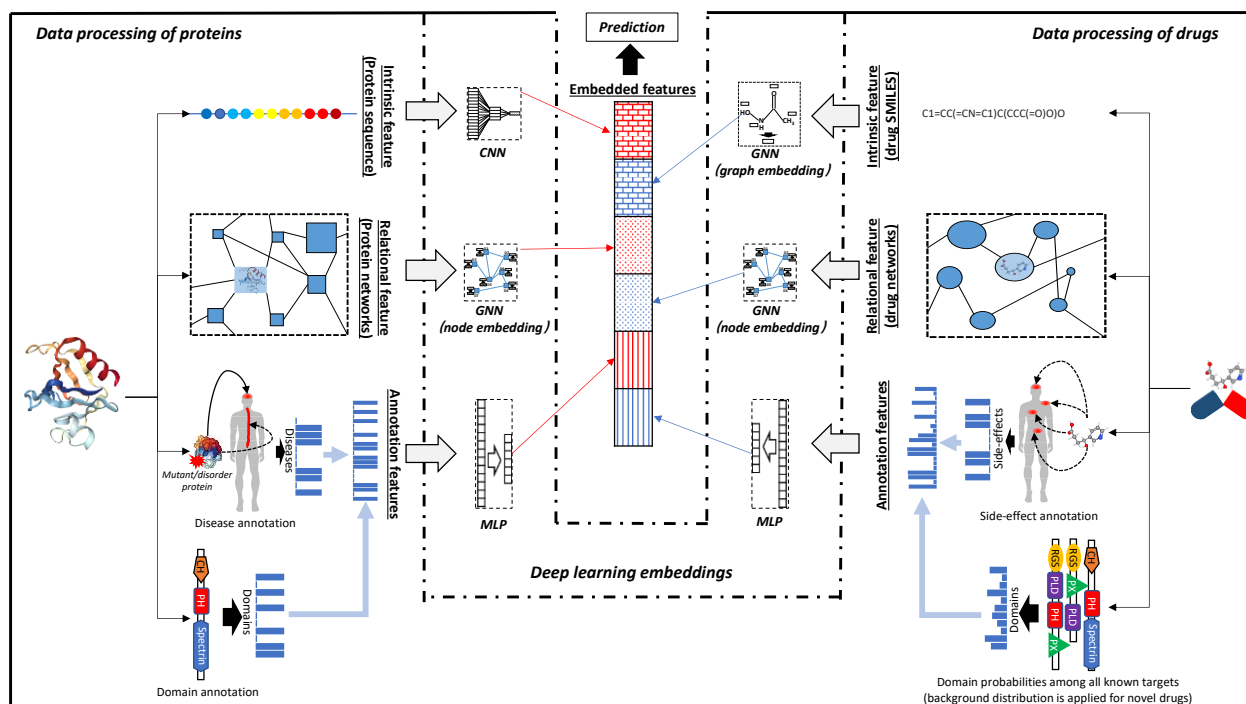 Data processing of proteins
Prediction
Data processing of drugs
Intrinsic feature
(Protein sequence)
CNN
Embedded features
HO
N
H
O
CH₃
GNN
(graph embedding)
Intrinsic feature
(drug SMILES)
C1=CC(=CN=C1)C(CCC(=O)O)O
Relational feature
(Protein networks)
GNN
(node embedding)
GNN
(node embedding)
Relational feature
(drug networks)
Mutant/disorder
protein
Diseases
Disease annotation
Annotation features
MLP
MLP
Annotation features
Side-effects
Side-effect annotation
Deep learning embeddings
CH
PH
Spectrin
Domains
Domain annotation
Domains
RGS
PLD
PH
PX
RGS
PX
PLD
CH
PH
Spectrin
Domain probabilities among all known targets
(background distribution is applied for novel drugs)